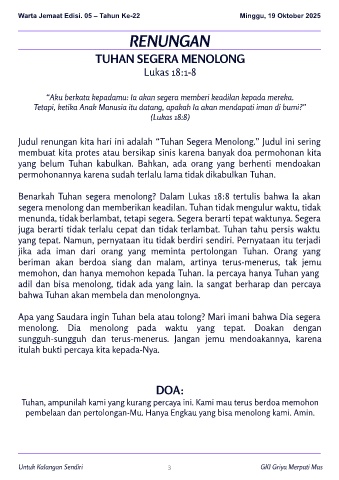 Warta Jemaat Edisi. 05 – Tahun Ke-22 Minggu, 19 Oktober 2025
RENUNGAN
TUHAN SEGERA MENOLONG
Lukas 18:1-8
“Aku berkata kepadamu: Ia akan segera memberi keadilan kepada mereka.
Tetapi, ketika Anak Manusia itu datang, apakah Ia akan mendapati iman di bumi?”
(Lukas 18:8)
Judul renungan kita hari ini adalah “Tuhan Segera Menolong.” Judul ini sering
membuat kita protes atau bersikap sinis karena banyak doa permohonan kita
yang belum Tuhan kabulkan. Bahkan, ada orang yang berhenti mendoakan
permohonannya karena sudah terlalu lama tidak dikabulkan Tuhan.
Benarkah Tuhan segera menolong? Dalam Lukas 18:8 tertulis bahwa Ia akan
segera menolong dan memberikan keadilan. Tuhan tidak mengulur waktu, tidak
menunda, tidak berlambat, tetapi segera. Segera berarti tepat waktunya. Segera
juga berarti tidak terlalu cepat dan tidak terlambat. Tuhan tahu persis waktu
yang tepat. Namun, pernyataan itu tidak berdiri sendiri. Pernyataan itu terjadi
jika ada iman dari orang yang meminta pertolongan Tuhan. Orang yang
beriman akan berdoa siang dan malam, artinya terus-menerus, tak jemu
memohon, dan hanya memohon kepada Tuhan. Ia percaya hanya Tuhan yang
adil dan bisa menolong, tidak ada yang lain. Ia sangat berharap dan percaya
bahwa Tuhan akan membela dan menolongnya.
Apa yang Saudara ingin Tuhan bela atau tolong? Mari imani bahwa Dia segera
menolong. Dia menolong pada waktu yang tepat. Doakan dengan
sungguh-sungguh dan terus-menerus. Jangan jemu mendoakannya, karena
itulah bukti percaya kita kepada-Nya.
DOA:
Tuhan, ampunilah kami yang kurang percaya ini. Kami mau terus berdoa memohon
pembelaan dan pertolongan-Mu. Hanya Engkau yang bisa menolong kami. Amin.
Untuk Kalangan Sendiri 3 GKI Griya Merpati Mas